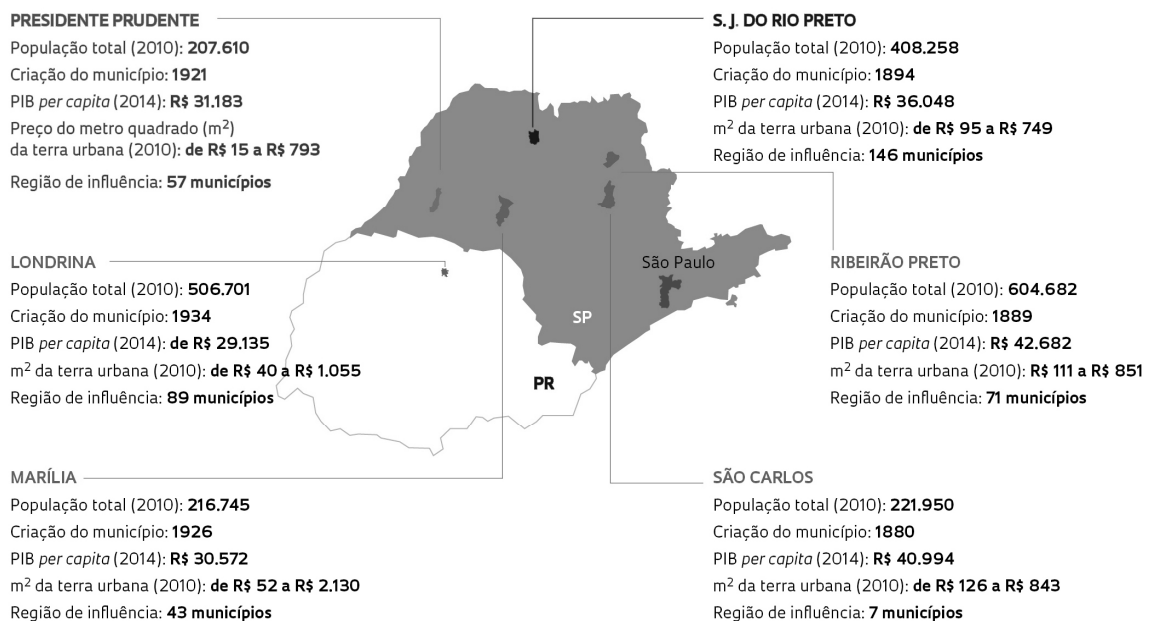 PRESIDENTE PRUDENTE
População total (2010): 207.610
Criação do município: 1921
PIB per capita (2014): R$ 31.183
Preço do metro quadrado (m²)
da terra urbana (2010): de R$ 15 a R$ 793
Região de influência: 57 municípios
S. J. DO RIO PRETO
População total (2010): 408.258
Criação do município: 1894
PIB per capita (2014): R$ 36.048
m² da terra urbana (2010): de R$ 95 a R$ 749
Região de influência: 146 municípios
LONDRINA
População total (2010): 506.701
Criação do município: 1934
PIB per capita (2014): de R$ 29.135
m² da terra urbana (2010): de R$ 40 a R$ 1.055
Região de influência: 89 municípios
São Paulo
SP
PR
RIBEIRÃO PRETO
População total (2010): 604.682
Criação do município: 1889
PIB per capita (2014): R$ 42.682
m² da terra urbana (2010): R$ 111 a R$ 851
Região de influência: 71 municípios
MARÍLIA
População total (2010): 216.745
Criação do município: 1926
PIB per capita (2014): R$ 30.572
m² da terra urbana (2010): de R$ 52 a R$ 2.130
Região de influência: 43 municípios
SÃO CARLOS
População total (2010): 221.950
Criação do município: 1880
PIB per capita (2014): R$ 40.994
m² da terra urbana (2010): de R$ 126 a R$ 843
Região de influência: 7 municípios